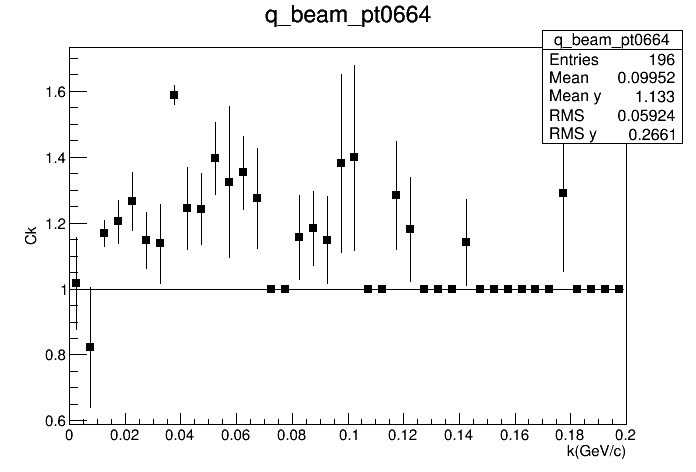 q_beam_pt0664
q_beam_pt0664
Entries 196
Mean 0.09952
Mean y 1.133
RMS 0.05924
RMS y 0.2661
Ck
1.6
1.4
1.2
1
0.8
0.6
0 0.02 0.04 0.06 0.08 0.1 0.12 0.14 0.16 0.18 0.2
k(GeV/c)